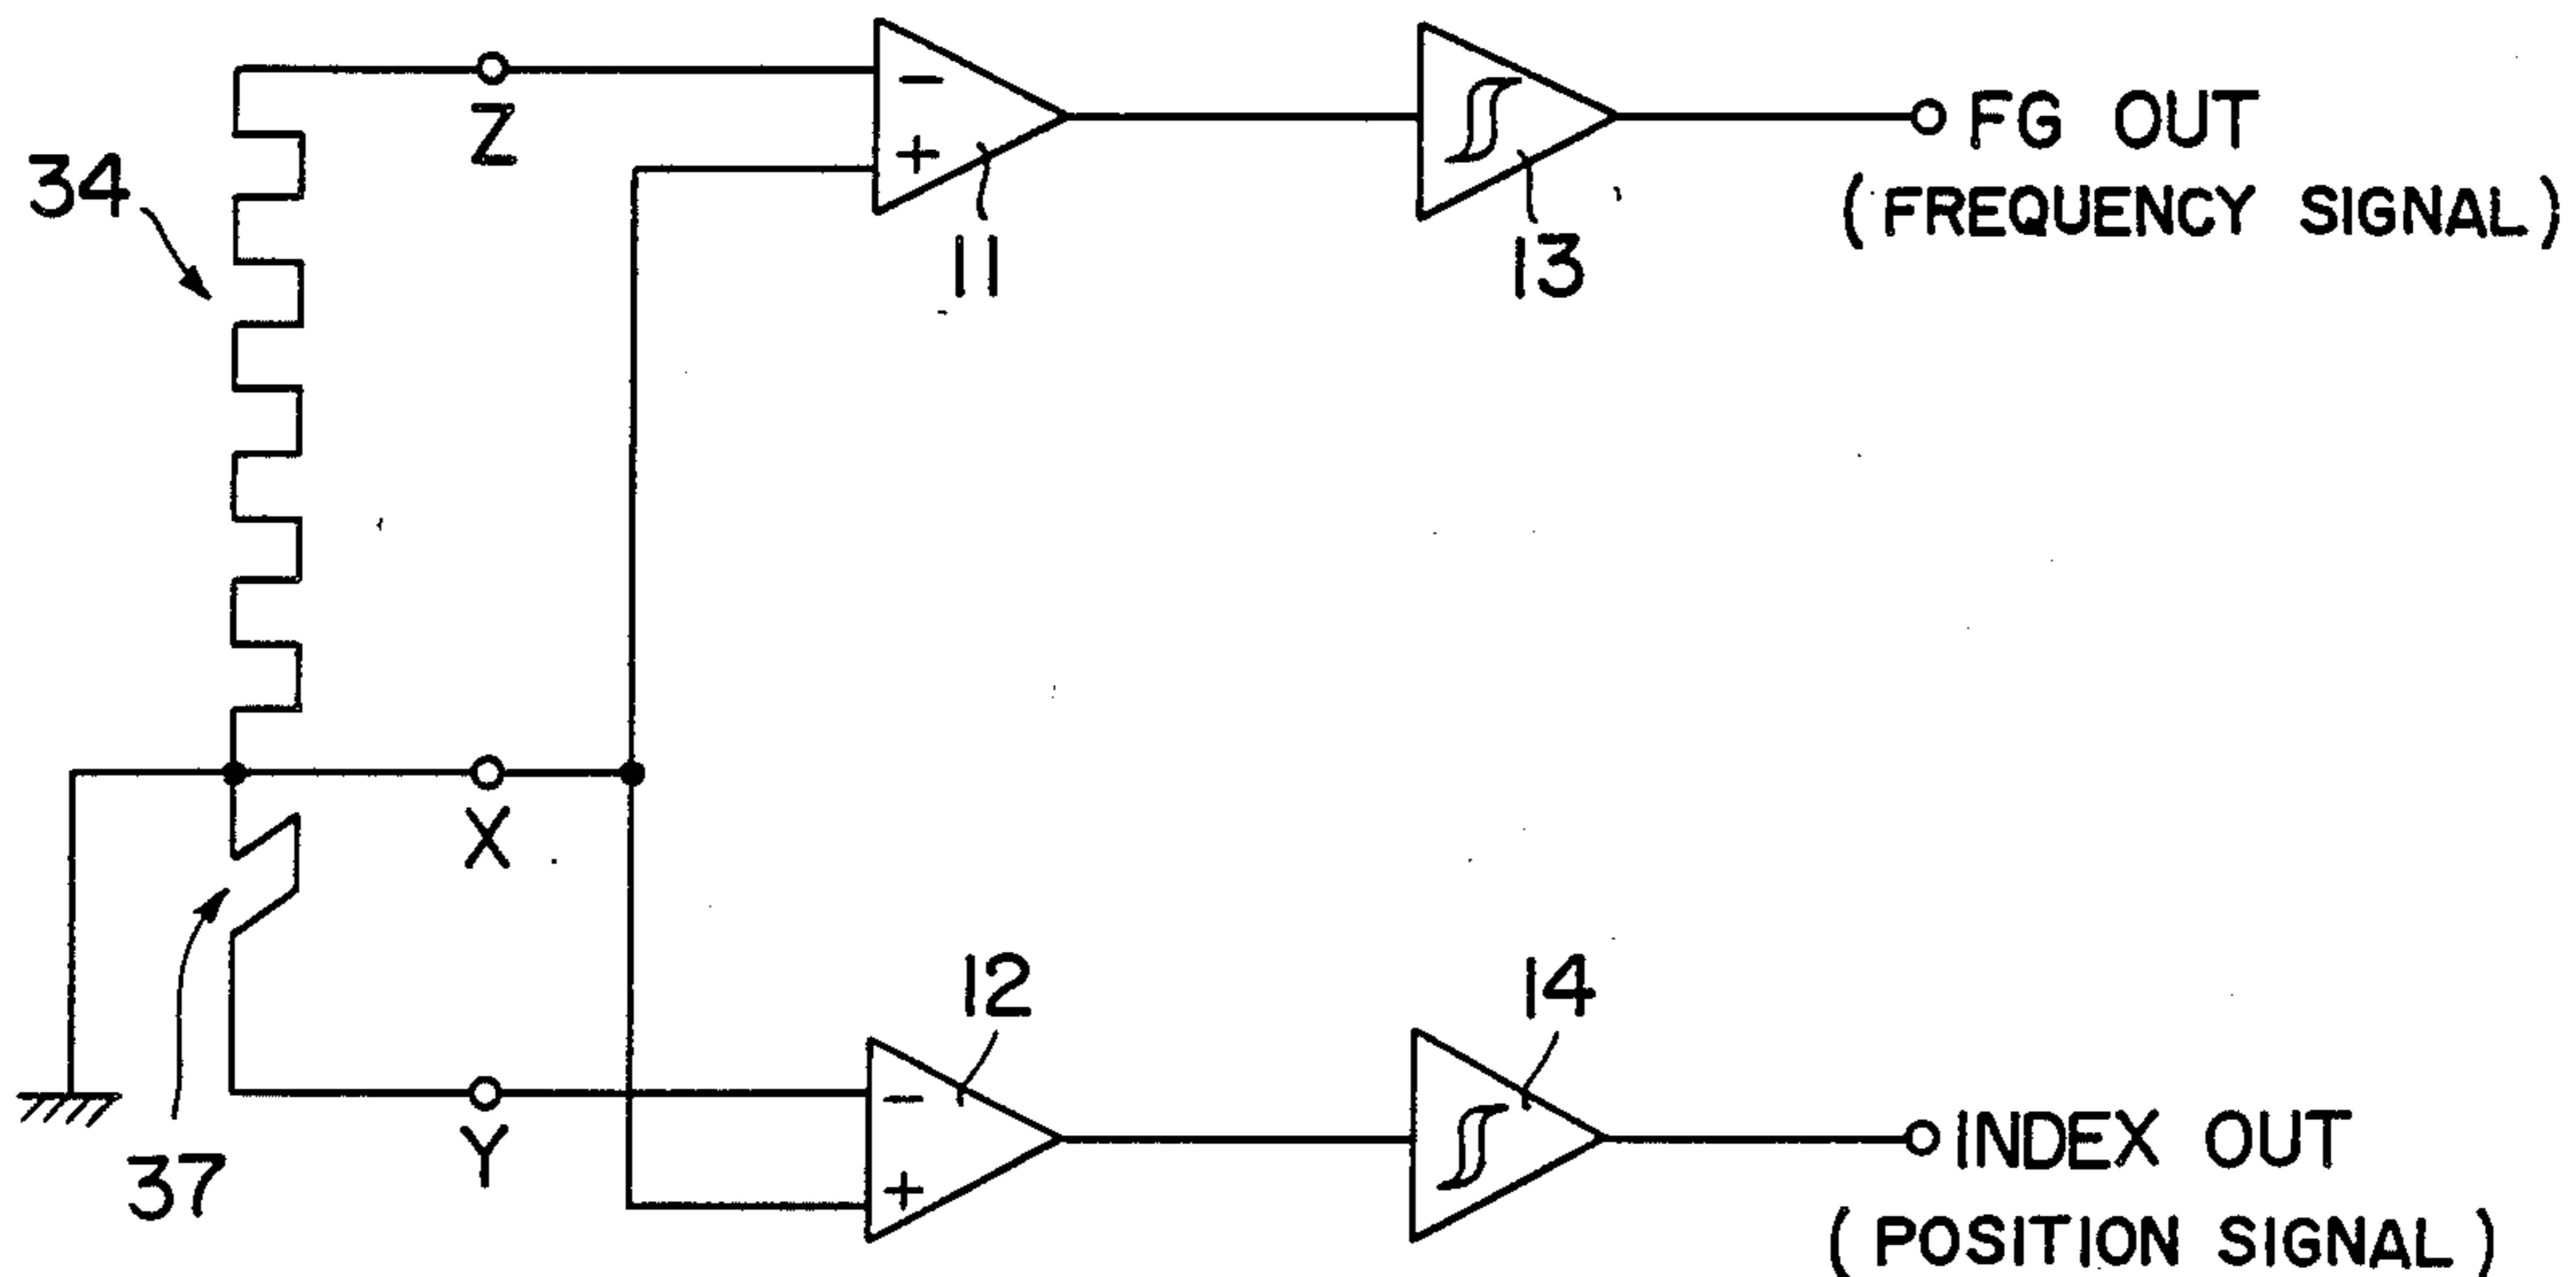 Z
34
−
+
11
13
FG OUT
( FREQUENCY SIGNAL )
X
37
Y
12
−
+
14
INDEX OUT
( POSITION SIGNAL )